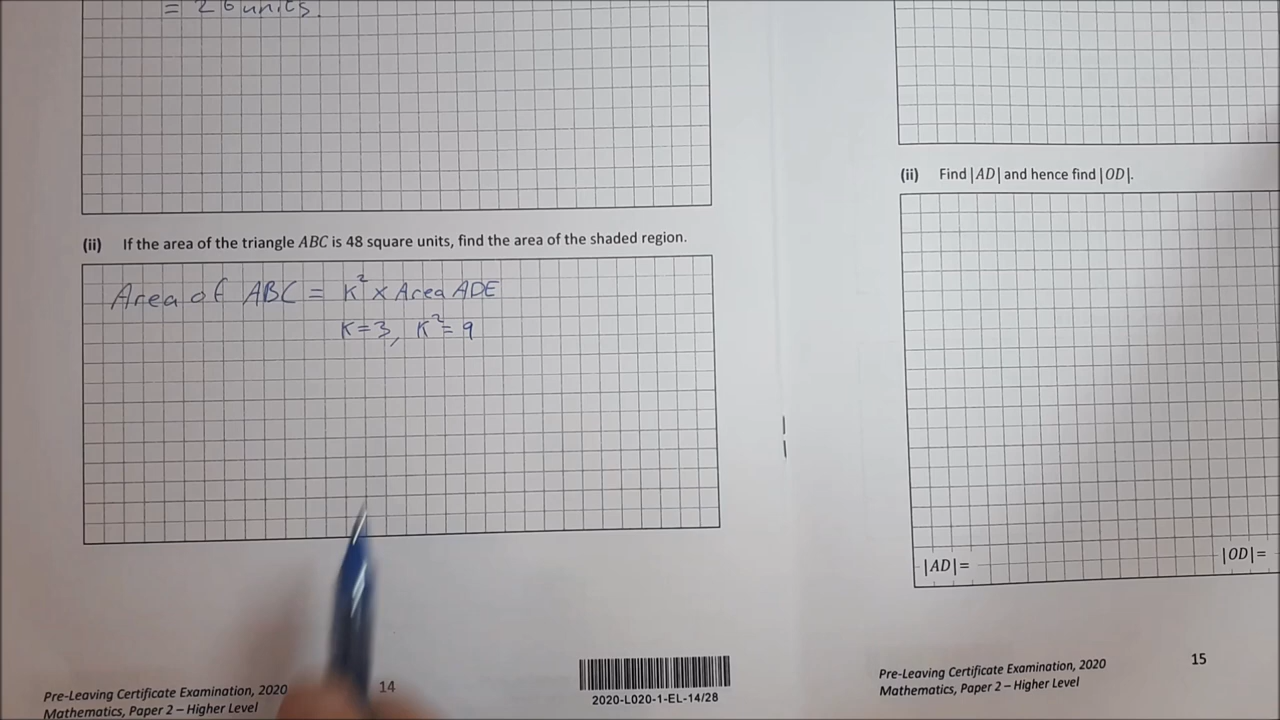 = 26 units.
(ii) If the area of the triangle ABC is 48 square units, find the area of the shaded region.
Area of ABC = K² × Area ADE
K=3, K²= 9
14
Pre-Leaving Certificate Examination, 2020
Mathematics, Paper 2 – Higher Level
2020-L020-1-EL-14/28
(ii) Find |AD| and hence find |OD|.
|AD|=
|OD|=
Pre-Leaving Certificate Examination, 2020
Mathematics, Paper 2 – Higher Level
15